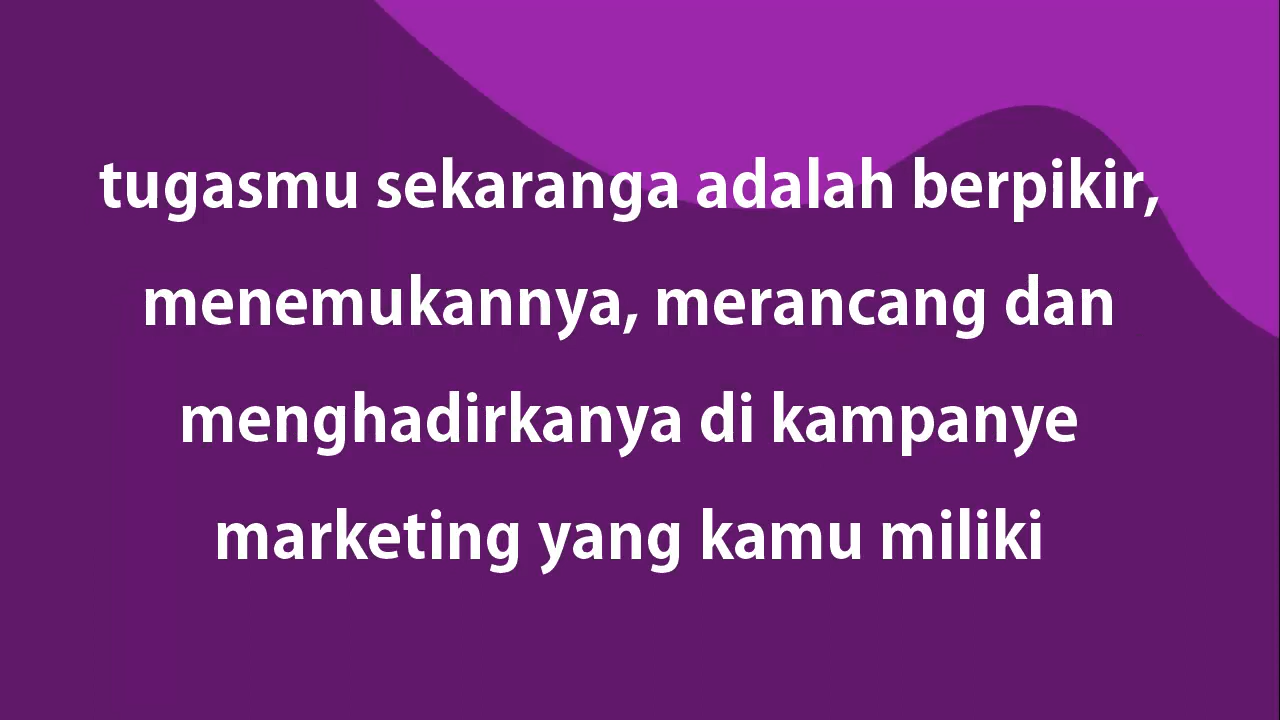 tugasmu sekaranga adalah berpikir,
menemukannya, merancang dan
menghadirkanya di kampanye
marketing yang kamu miliki